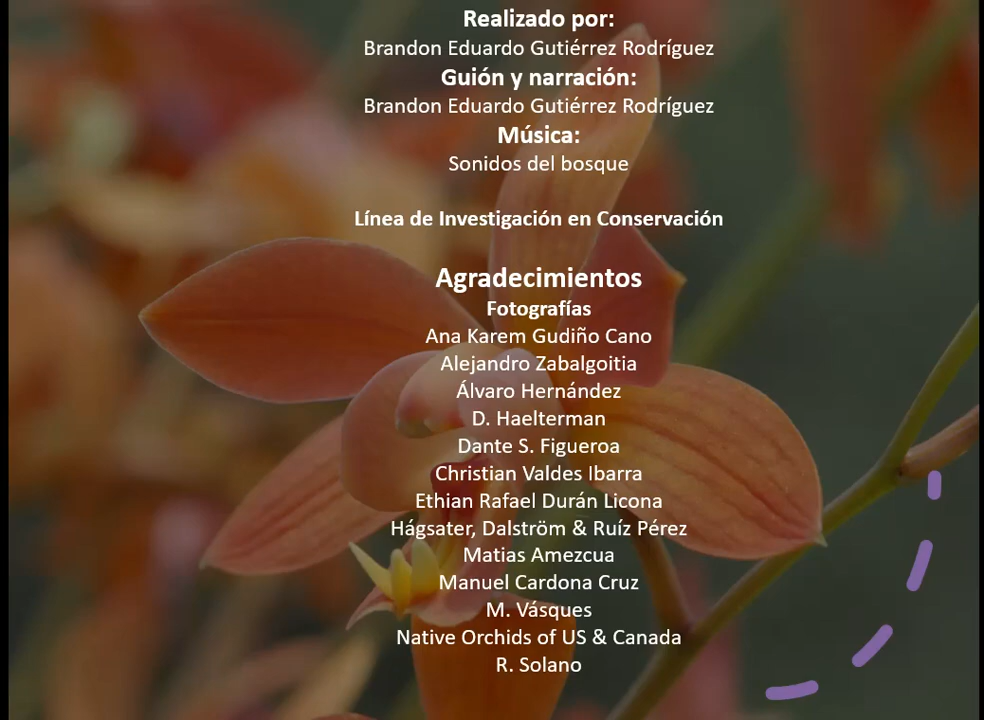 Realizado por:
Brandon Eduardo Gutiérrez Rodríguez
Guión y narración:
Brandon Eduardo Gutiérrez Rodríguez
Música:
Sonidos del bosque
Línea de Investigación en Conservación
Agradecimientos
Fotografías
Ana Karem Gudiño Cano
Alejandro Zabalgoitia
Álvaro Hernández
D. Haelterman
Dante S. Figueroa
Christian Valdes Ibarra
Ethian Rafael Durán Licona
Hágsater, Dalström & Ruíz Pérez
Matias Amezcua
Manuel Cardona Cruz
M. Vásques
Native Orchids of US & Canada
R. Solano